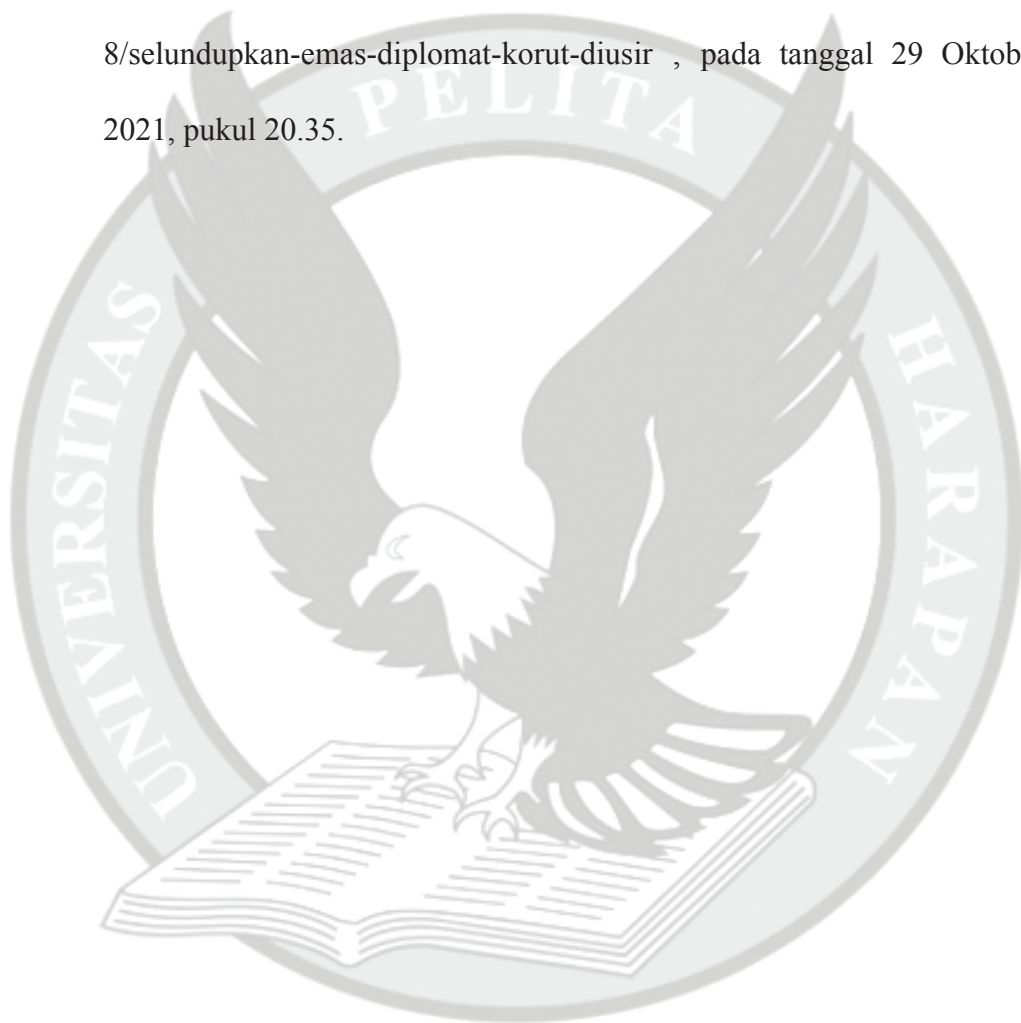 8/selundupkan-emas-diplomat-korut-diusir , pada tanggal 29 Oktob
2021, pukul 20.35.
UNIVERSITAS PELITA HARAPAN